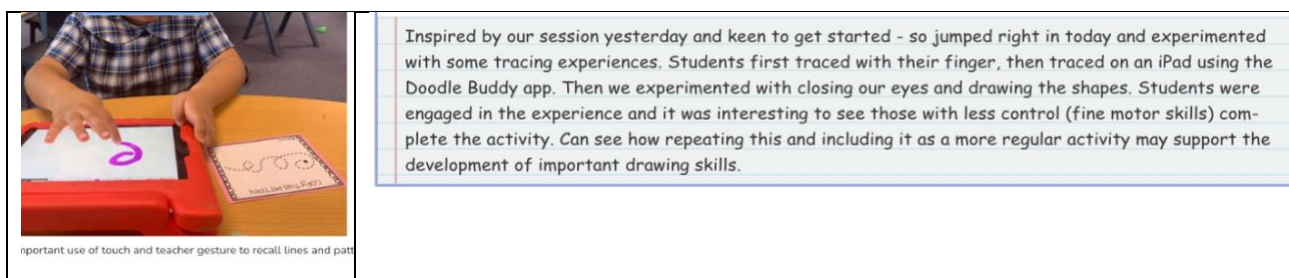 Inspired by our session yesterday and keen to get started - so jumped right in today and experimented
with some tracing experiences. Students first traced with their finger, then traced on an iPad using the
Doodle Buddy app. Then we experimented with closing our eyes and drawing the shapes. Students were
engaged in the experience and it was interesting to see those with less control (fine motor skills) com-
plete the activity. Can see how repeating this and including it as a more regular activity may support the
development of important drawing skills.
use of touch and teacher gesture to recall lines and